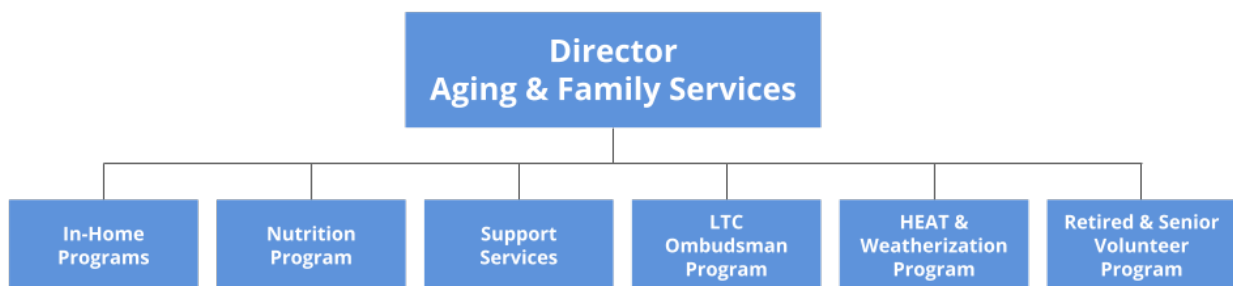 Director
Aging & Family Services
In-Home
Programs
Nutrition
Program
Support
Services
LTC
Ombudsman
Program
HEAT &
Weatherization
Program
Retired & Senior
Volunteer
Program